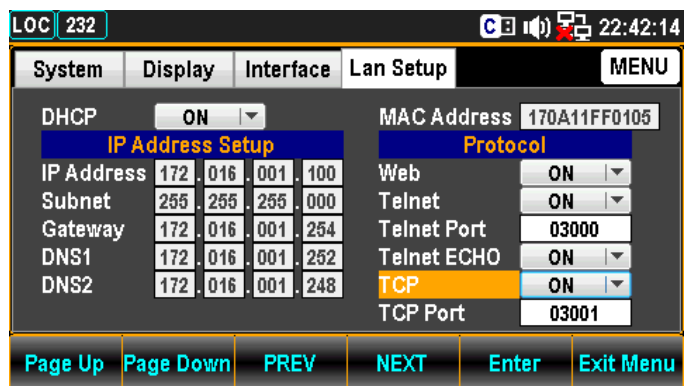 LOC 232 C 22:42:14
System Display Interface Lan Setup MENU
DHCP ON
IP Address Setup
IP Address 172 . 016 . 001 . 100
Subnet 255 . 255 . 255 . 000
Gateway 172 . 016 . 001 . 254
DNS1 172 . 016 . 001 . 252
DNS2 172 . 016 . 001 . 248
MAC Address 170A11FF0105
Protocol
Web ON
Telnet ON
Telnet Port 03000
Telnet ECHO ON
TCP ON
TCP Port 03001
Page Up Page Down PREV NEXT Enter Exit Menu